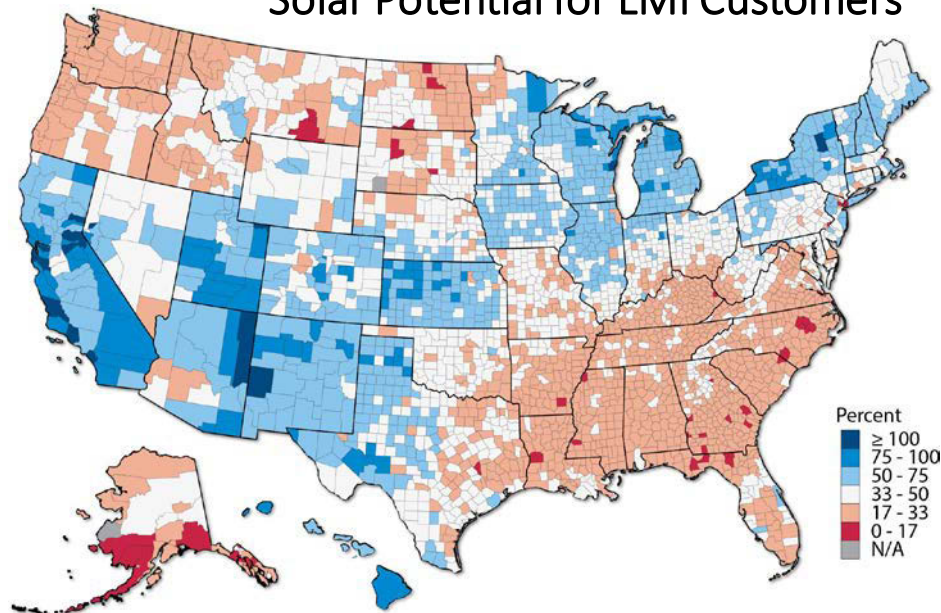 Solar Potential for LMI Customers
Percent
≥ 100
75 - 100
50 - 75
33 - 50
17 - 33
0 - 17
N/A